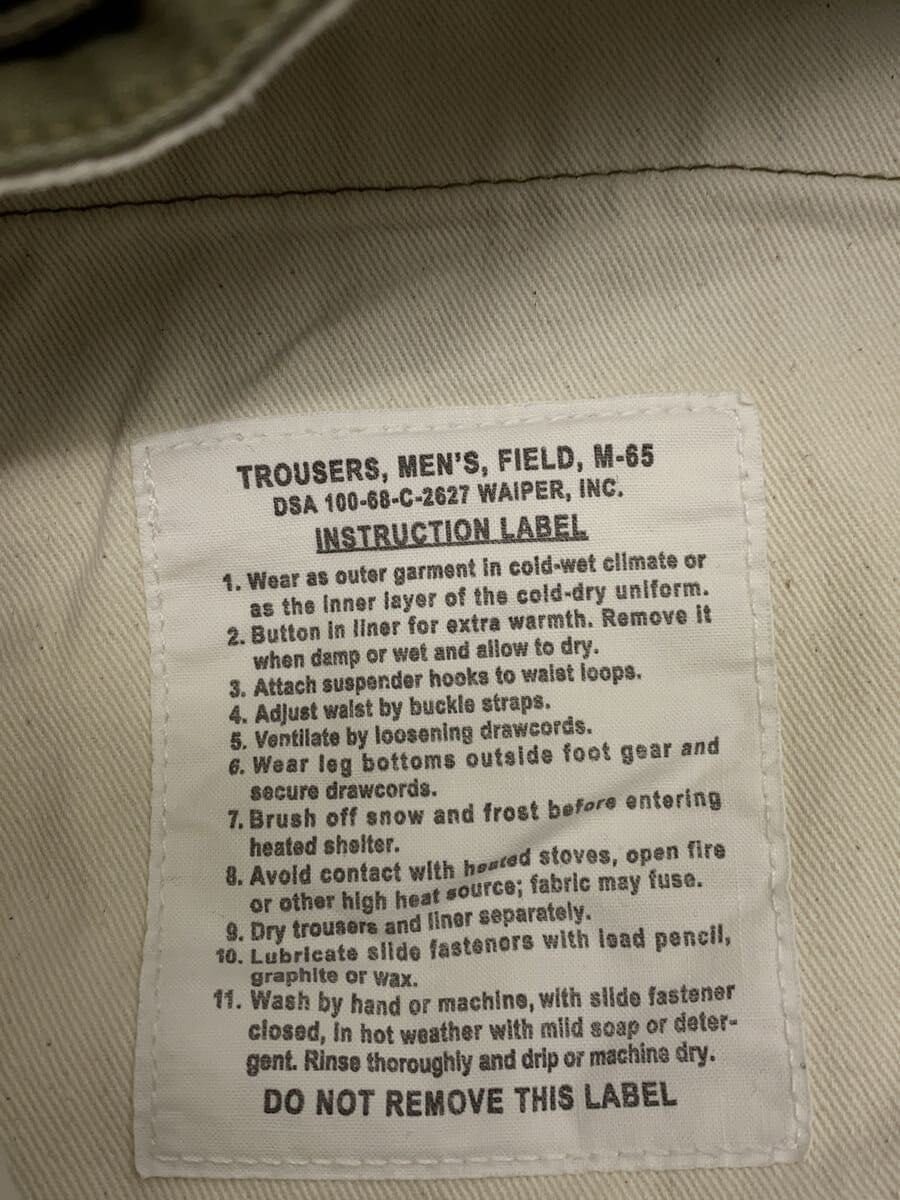 TROUSERS, MEN'S, FIELD, M-65
DSA 100-68-C-2627 WAIPER, INC.
INSTRUCTION LABEL
1. Wear as outer garment in cold-wet climate or
as the inner layer of the cold-dry uniform.
2. Button in liner for extra warmth. Remove it
when damp or wet and allow to dry.
3. Attach suspender hooks to waist loops.
4. Adjust waist by buckle straps.
5. Ventilate by loosening drawcords.
6. Wear leg bottoms outside foot gear and
secure drawcords.
7. Brush off snow and frost before entering
heated shelter.
8. Avoid contact with heated stoves, open fire
or other high heat source; fabric may fuse.
9. Dry trousers and liner separately.
10. Lubricate slide fasteners with lead pencil,
graphite or wax.
11. Wash by hand or machine, with slide fastener
closed, in hot weather with mild soap or deter-
gent. Rinse thoroughly and drip or machine dry.
DO NOT REMOVE THIS LABEL